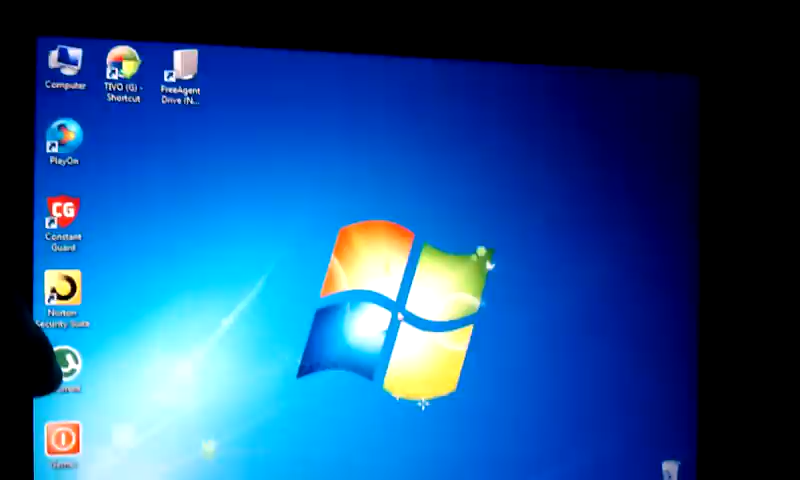 Computer
TIVO (G) -
Shortcut
FreeAgent
Drive (N...
PlayOn
CG
Constant
Guard
Norton
Security Suite